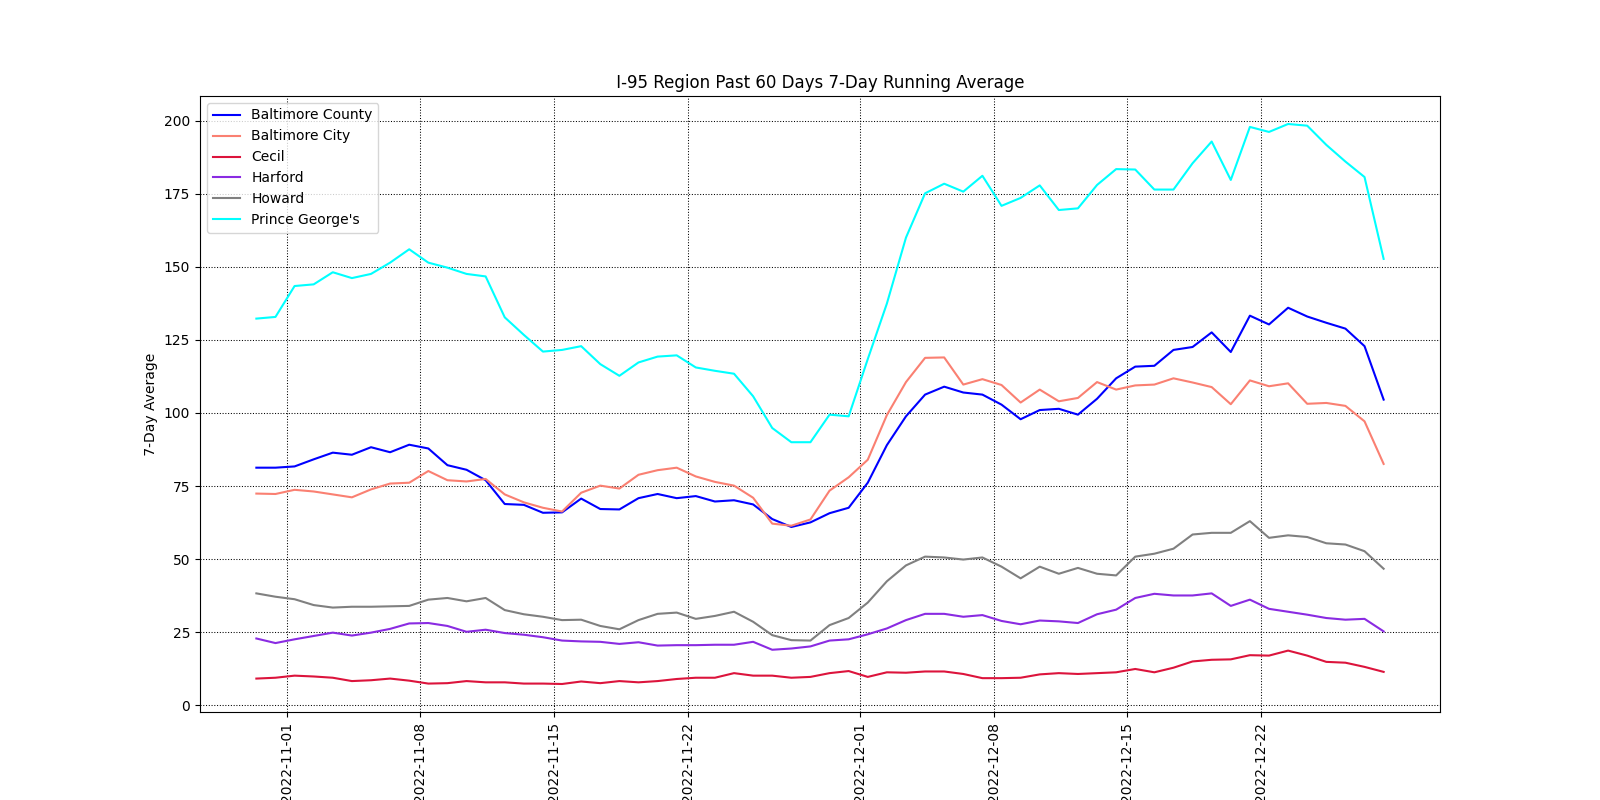 I-95 Region Past 60 Days 7-Day Running Average
Baltimore County
Baltimore City
Cecil
Harford
Howard
Prince George's
200
175
150
125
100
75
50
25
0
7-Day Average
2022-11-01
2022-11-08
2022-11-15
2022-11-22
2022-12-01
2022-12-08
2022-12-15
2022-12-22